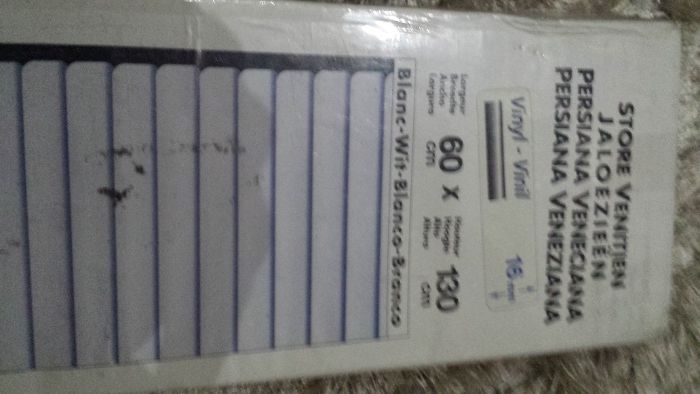 STORE VENITIEN
JALOEZIEËN
PERSIANA VENECIANA
PERSIANA VENEZIANA
Vinyl - Vinil 16 mm
Largeur
Breedte
Ancho
Largura
60 cm X
Hauteur
Hoogte
Alto
Altura
130 cm
Blanc-Wit-Blanco-Branco